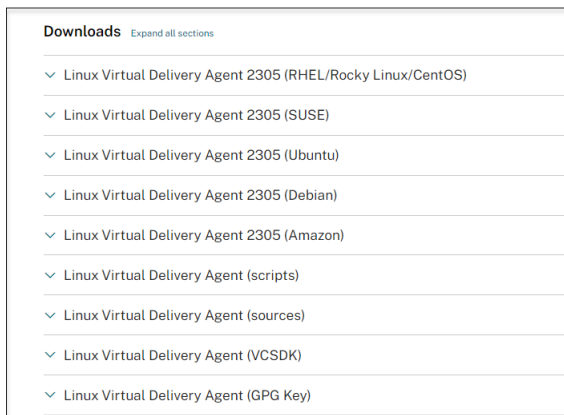 Downloads Expand all sections
Linux Virtual Delivery Agent 2305 (RHEL/Rocky Linux/CentOS)
Linux Virtual Delivery Agent 2305 (SUSE)
Linux Virtual Delivery Agent 2305 (Ubuntu)
Linux Virtual Delivery Agent 2305 (Debian)
Linux Virtual Delivery Agent 2305 (Amazon)
Linux Virtual Delivery Agent (scripts)
Linux Virtual Delivery Agent (sources)
Linux Virtual Delivery Agent (VCSDK)
Linux Virtual Delivery Agent (GPG Key)